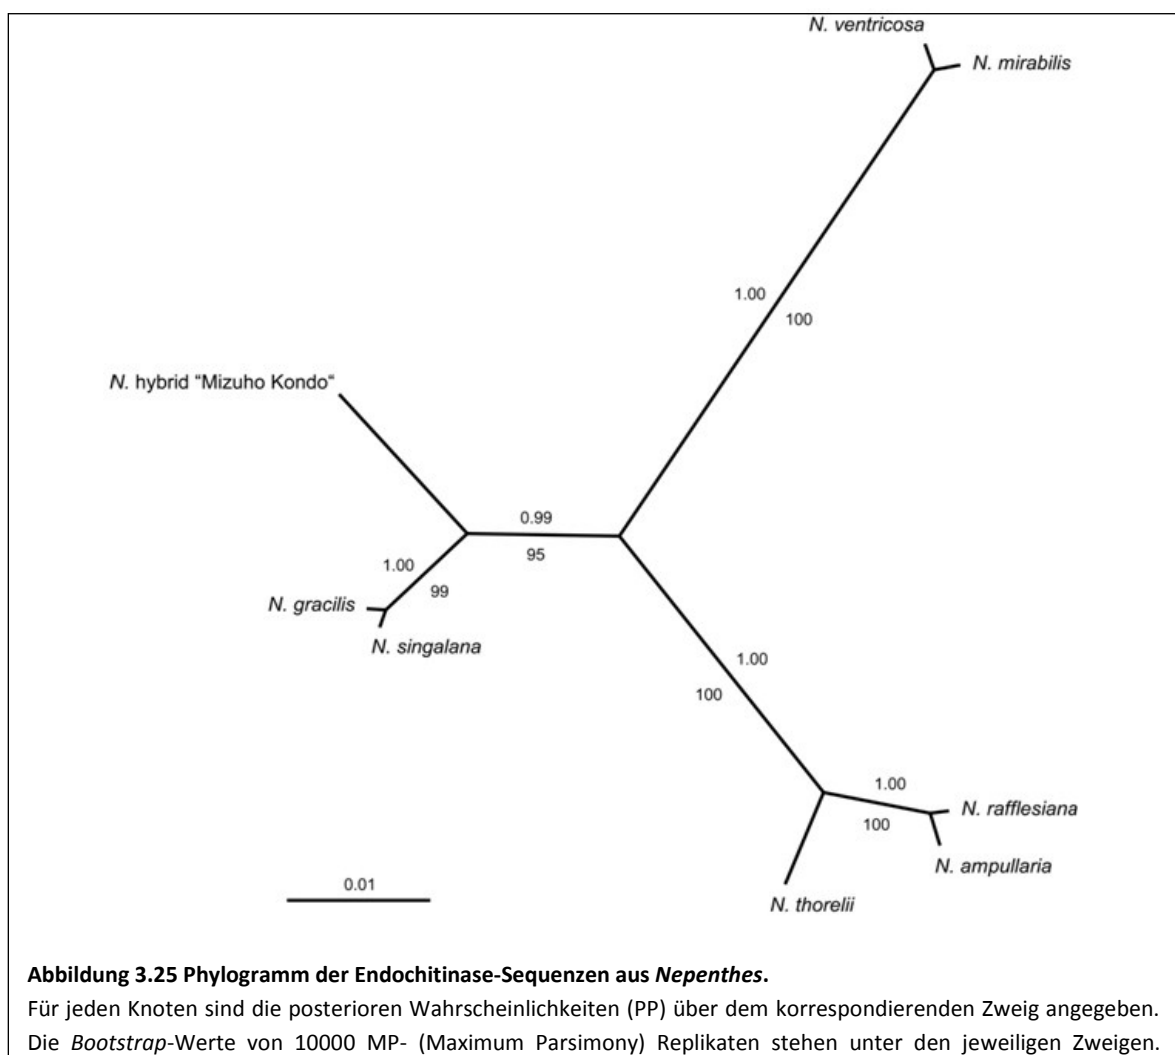 N. ventricosa
N. mirabilis
1.00
100
N. hybrid “Mizuho Kondo“
0.99
95
1.00
99
N. gracilis
N. singalana
1.00
100
1.00
100
N. rafflesiana
N. ampullaria
N. thorelii
0.01
Abbildung 3.25 Phylogramm der Endochitinase-Sequenzen aus Nepenthes.
Für jeden Knoten sind die posterioren Wahrscheinlichkeiten (PP) über dem korrespondierenden Zweig angegeben.
Die Bootstrap-Werte von 10000 MP- (Maximum Parsimony) Replikaten stehen unter den jeweiligen Zweigen.